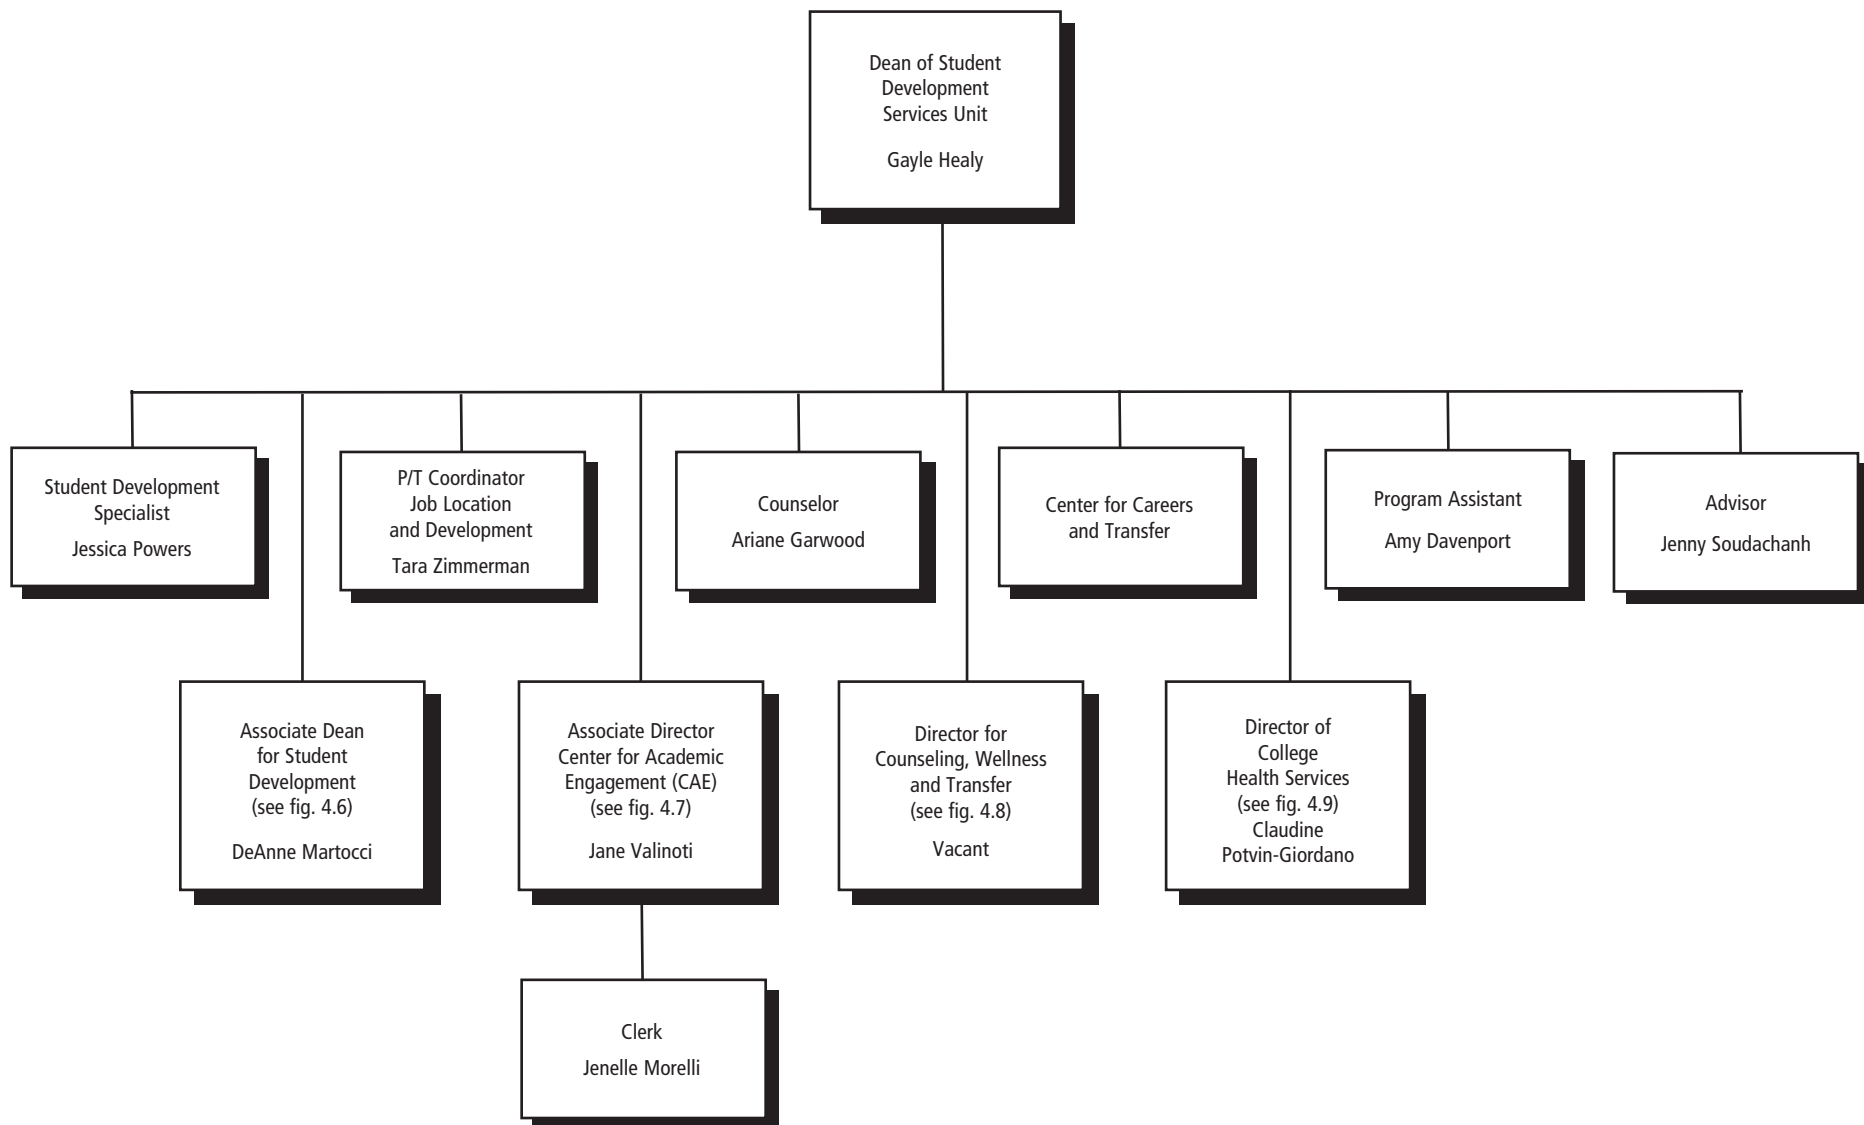 Dean of Student
Development
Services Unit
Gayle Healy
Student Development
Specialist
Jessica Powers
P/T Coordinator
Job Location
and Development
Tara Zimmerman
Counselor
Ariane Garwood
Center for Careers
and Transfer
Program Assistant
Amy Davenport
Advisor
Jenny Soudachanh
Associate Dean
for Student
Development
(see fig. 4.6)
DeAnne Martocci
Associate Director
Center for Academic
Engagement (CAE)
(see fig. 4.7)
Jane Valinoti
Director for
Counseling, Wellness
and Transfer
(see fig. 4.8)
Vacant
Director of
College
Health Services
(see fig. 4.9)
Claudine
Potvin-Giordano
Clerk
Jenelle Morelli